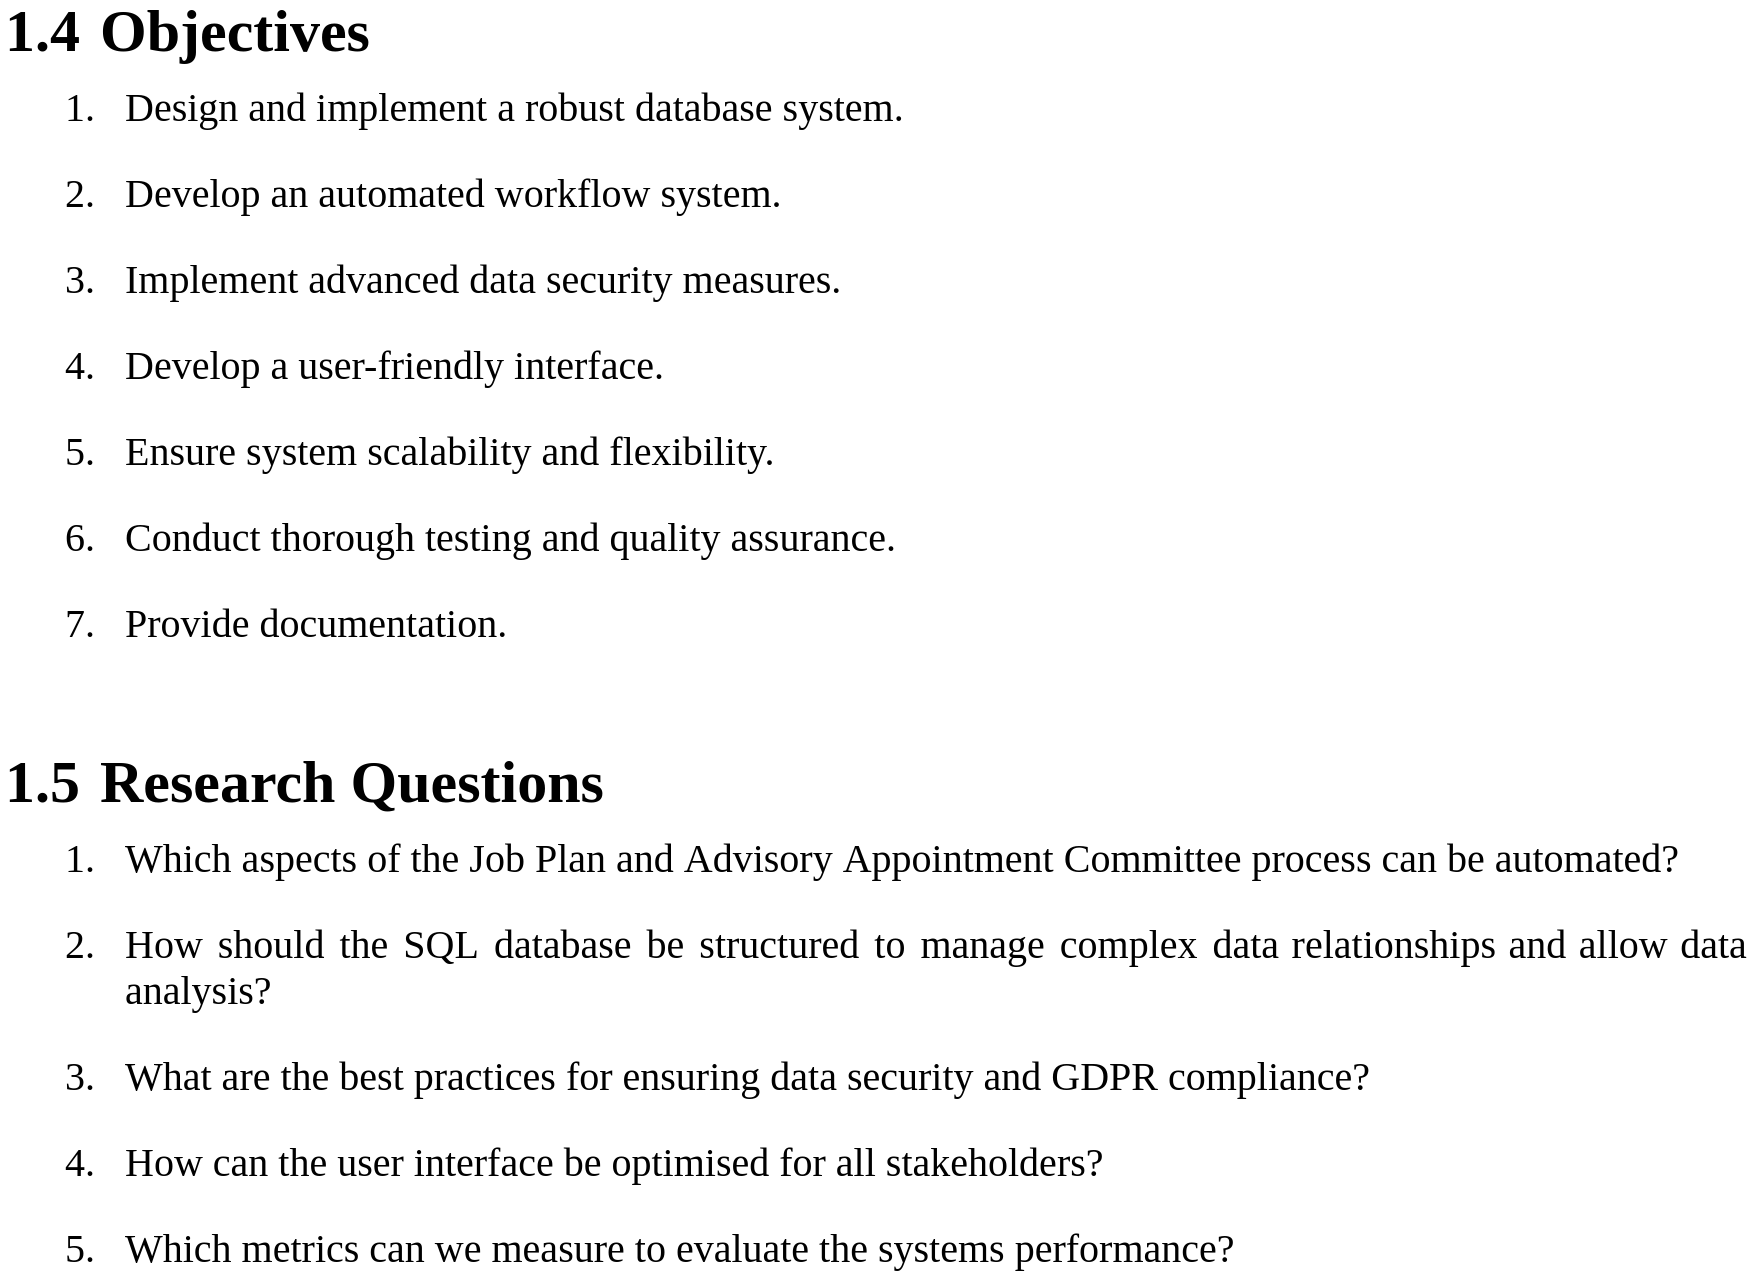 1.4 Objectives
1. Design and implement a robust database system.
2. Develop an automated workflow system.
3. Implement advanced data security measures.
4. Develop a user-friendly interface.
5. Ensure system scalability and flexibility.
6. Conduct thorough testing and quality assurance.
7. Provide documentation.
1.5 Research Questions
1. Which aspects of the Job Plan and Advisory Appointment Committee process can be automated?
2. How should the SQL database be structured to manage complex data relationships and allow data
analysis?
3. What are the best practices for ensuring data security and GDPR compliance?
4. How can the user interface be optimised for all stakeholders?
5. Which metrics can we measure to evaluate the systems performance?